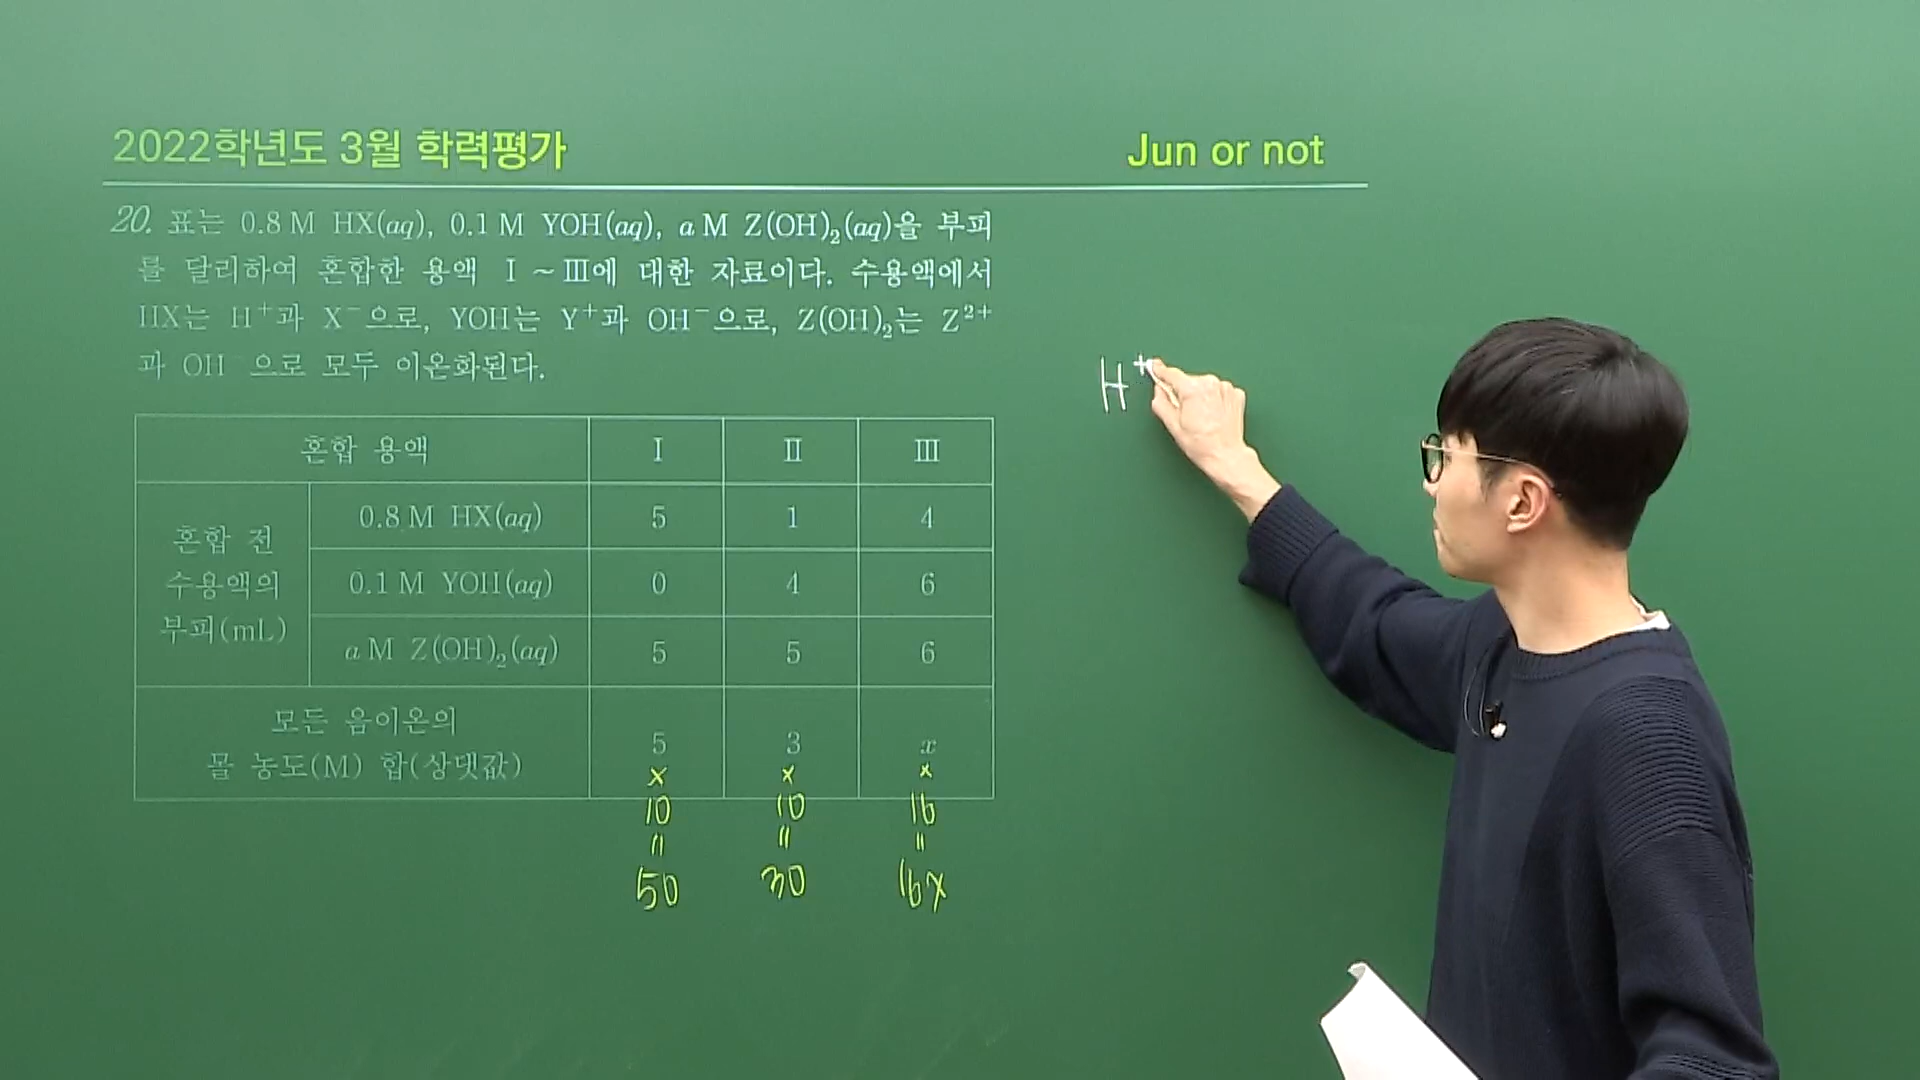 2022학년도 3월 학력평가
Jun or not
20. 표는 0.8 M HX(aq), 0.1 M YOH(aq), a M Z(OH)₂(aq)을 부피
를 달리하여 혼합한 용액 Ⅰ ~ Ⅲ에 대한 자료이다. 수용액에서
HX는 H⁺과 X⁻으로, YOH는 Y⁺과 OH⁻으로, Z(OH)₂는 Z²⁺
과 OH⁻으로 모두 이온화된다.
혼합 용액 Ⅰ Ⅱ Ⅲ
혼합 전 수용액의 부피(mL)
0.8 M HX(aq) 5 1 4
0.1 M YOH(aq) 0 4 6
a M Z(OH)₂(aq) 5 5 6
모든 음이온의
몰 농도(M) 합(상댓값) 5 3 x
× × ×
10 10 16
= = =
50 30 16x
H⁺